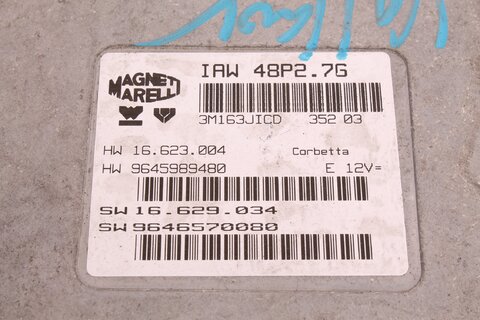 MAGNETI
MARELLI
IAW 48P2.7G
3M163JICD 352 03
HW 16.623.004 Corbetta
HW 9645989480 E 12V=
SW 16.629.034
SW 9646570080